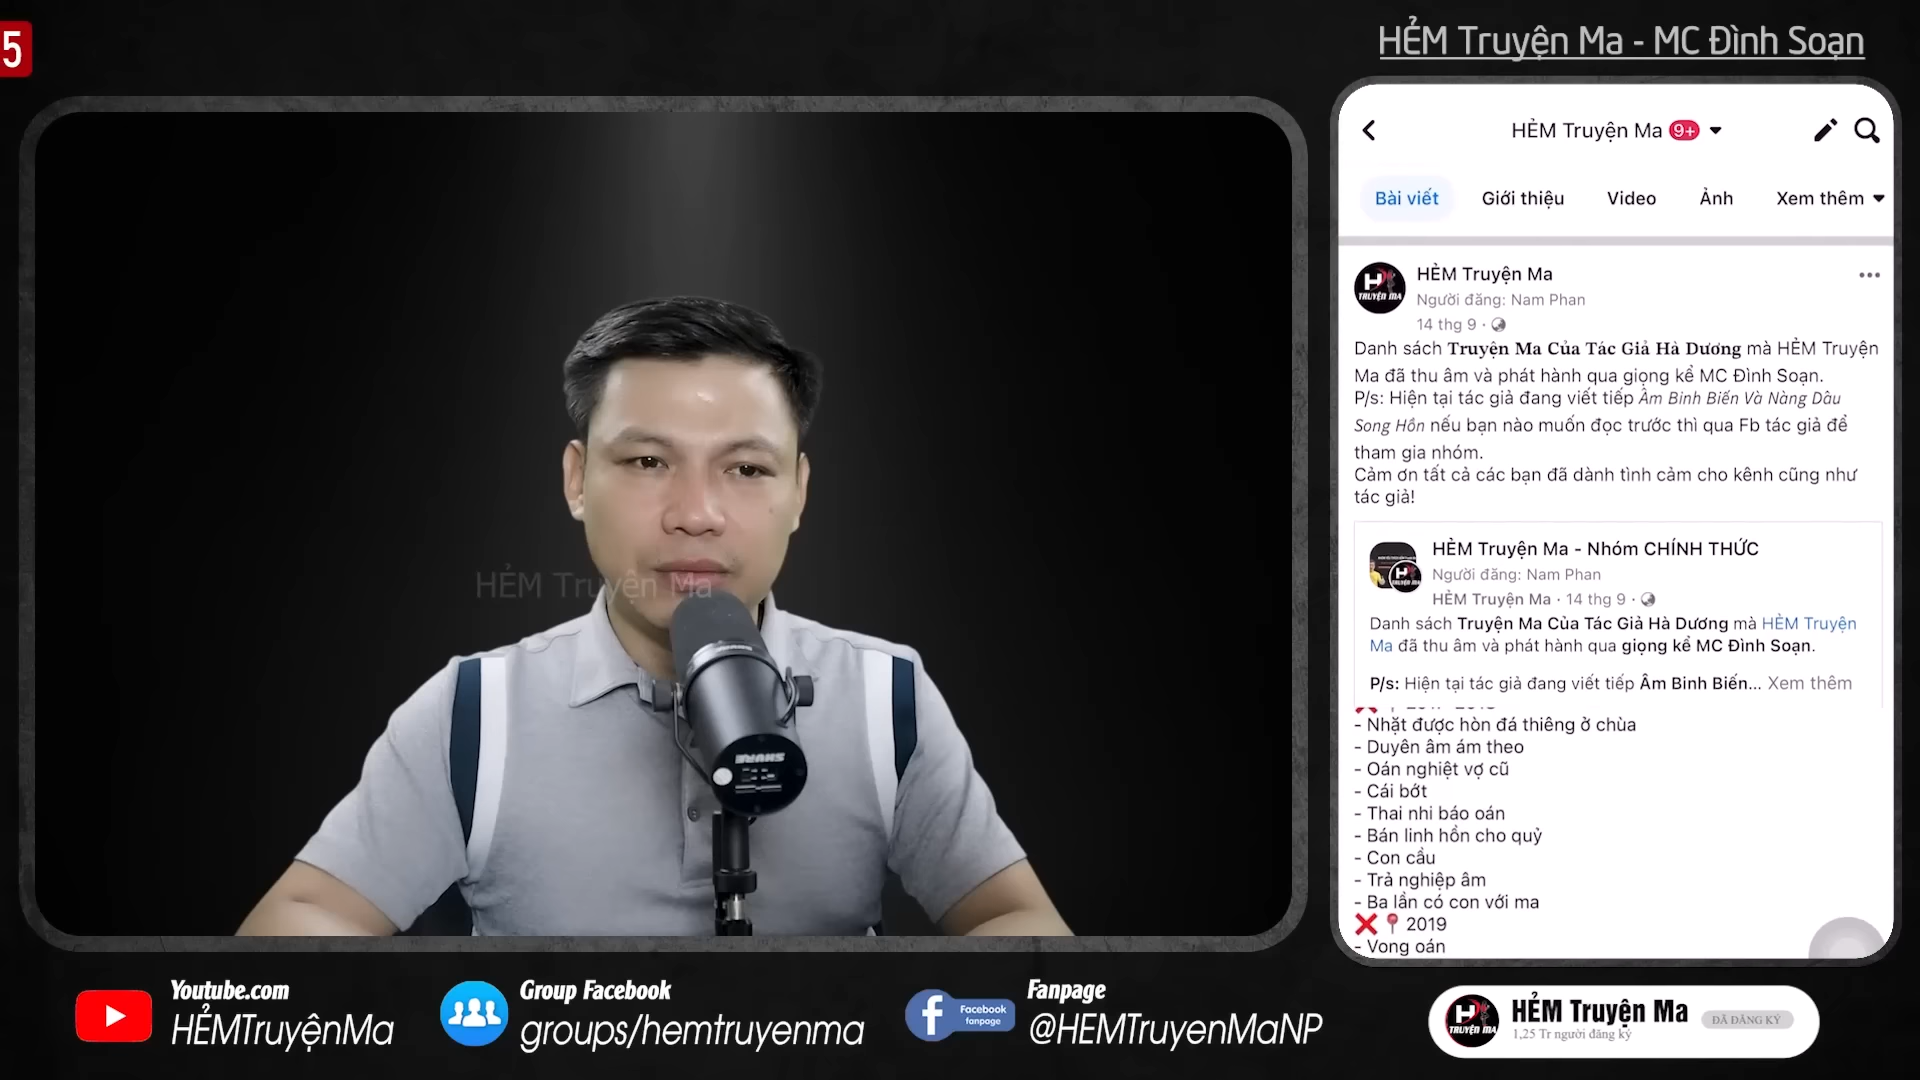 5
HẺM Truyện Ma - MC Đình Soạn
HẺM Truyện Ma 9+
Bài viết Giới thiệu Video Ảnh Xem thêm
HẺM Truyện Ma
Người đăng: Nam Phan
14 thg 9
Danh sách Truyện Ma Của Tác Giả Hà Dương mà HẺM Truyện
Ma đã thu âm và phát hành qua giọng kể MC Đình Soạn.
P/s: Hiện tại tác giả đang viết tiếp Âm Binh Biến Và Nàng Dâu
Song Hồn nếu bạn nào muốn đọc trước thì qua Fb tác giả để
tham gia nhóm.
Cảm ơn tất cả các bạn đã dành tình cảm cho kênh cũng như
tác giả!
HẺM Truyện Ma - Nhóm CHÍNH THỨC
Người đăng: Nam Phan
HẺM Truyện Ma · 14 thg 9
Danh sách Truyện Ma Của Tác Giả Hà Dương mà HẺM Truyện
Ma đã thu âm và phát hành qua giọng kể MC Đình Soạn.
P/s: Hiện tại tác giả đang viết tiếp Âm Binh Biến... Xem thêm
- Nhặt được hòn đá thiêng ở chùa
- Duyên âm ám theo
- Oán nghiệt vợ cũ
- Cái bớt
- Thai nhi báo oán
- Bán linh hồn cho quỷ
- Con cầu
- Trả nghiệp âm
- Ba lần có con với ma
2019
- Vong oán
HẺM Truyện Ma
SHURE
Youtube.com
HẺMTruyệnMa
Group Facebook
groups/hemtruyenma
Facebook
fanpage
Fanpage
@HEMTruyenMaNP
H TRUYỆN MA
HẺM Truyện Ma
1,25 Tr người đăng ký
ĐÃ ĐĂNG KÝ